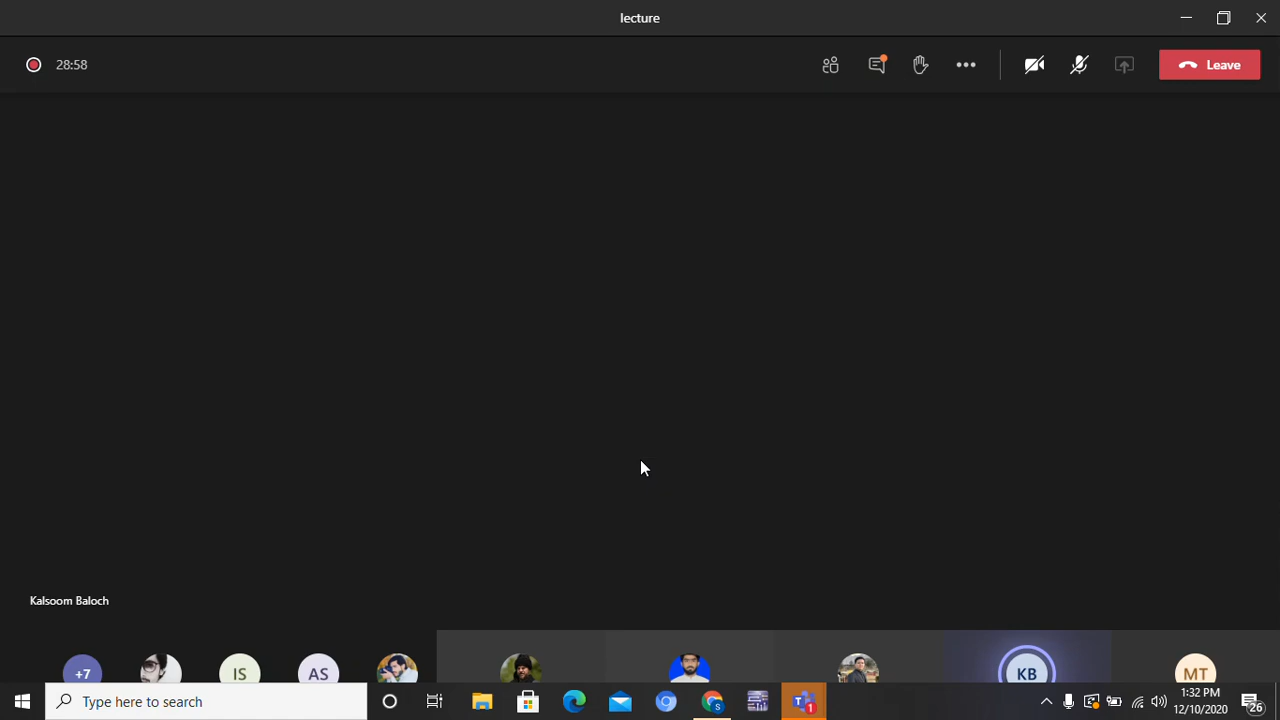 lecture
28:58
Leave
Kalsoom Baloch
+7
IS
AS
KB
MT
Type here to search
1
1:32 PM
12/10/2020
26